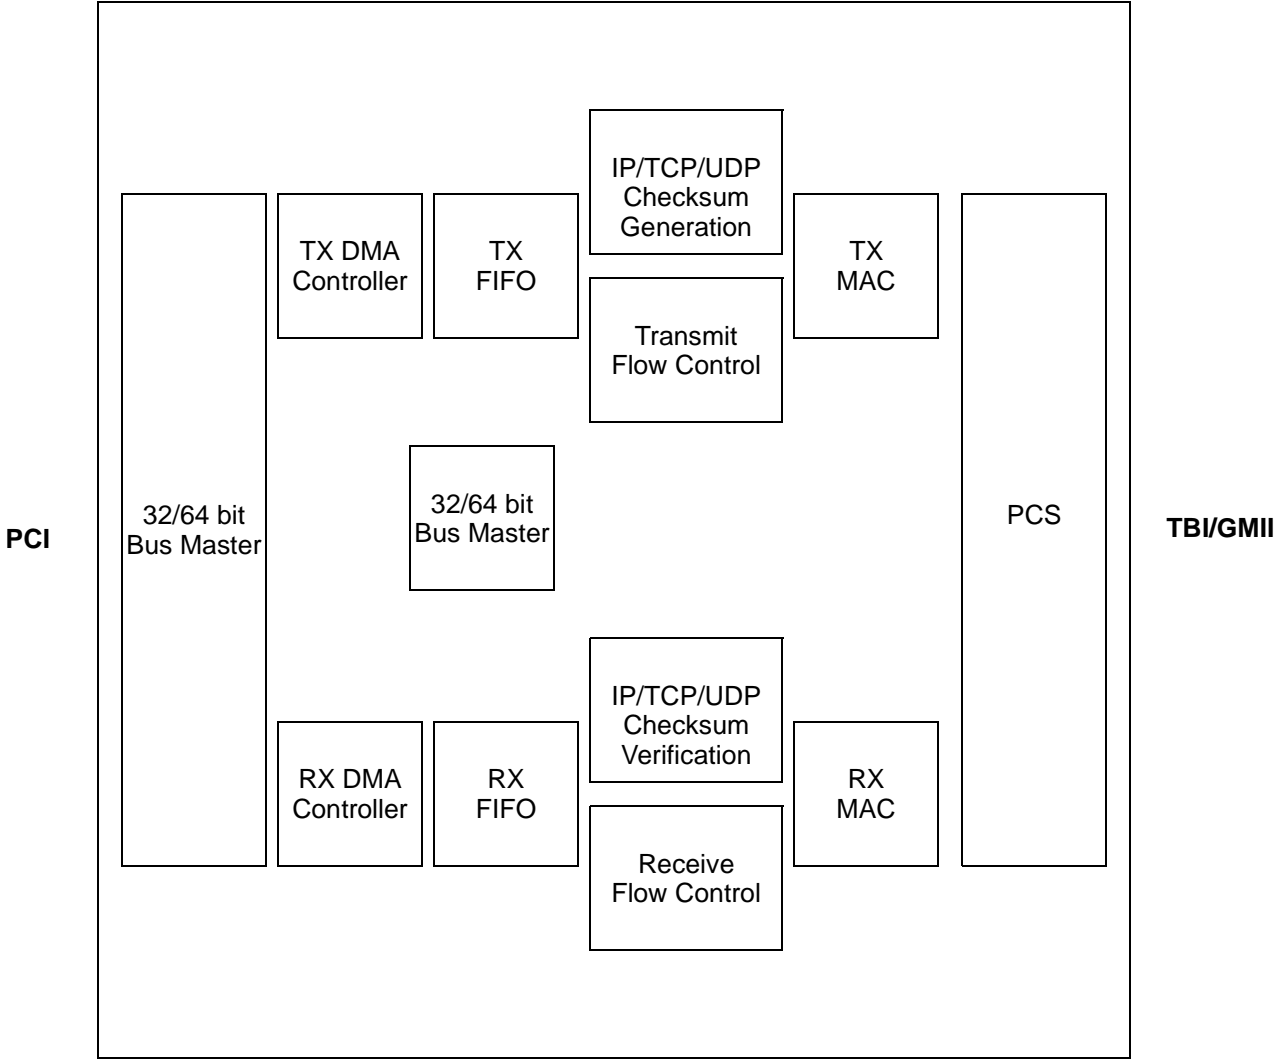 IP/TCP/UDP
Checksum
Generation
TX DMA
Controller
TX
FIFO
TX
MAC
Transmit
Flow Control
PCI
32/64 bit
Bus Master
32/64 bit
Bus Master
PCS
TBI/GMII
IP/TCP/UDP
Checksum
Verification
RX DMA
Controller
RX
FIFO
RX
MAC
Receive
Flow Control